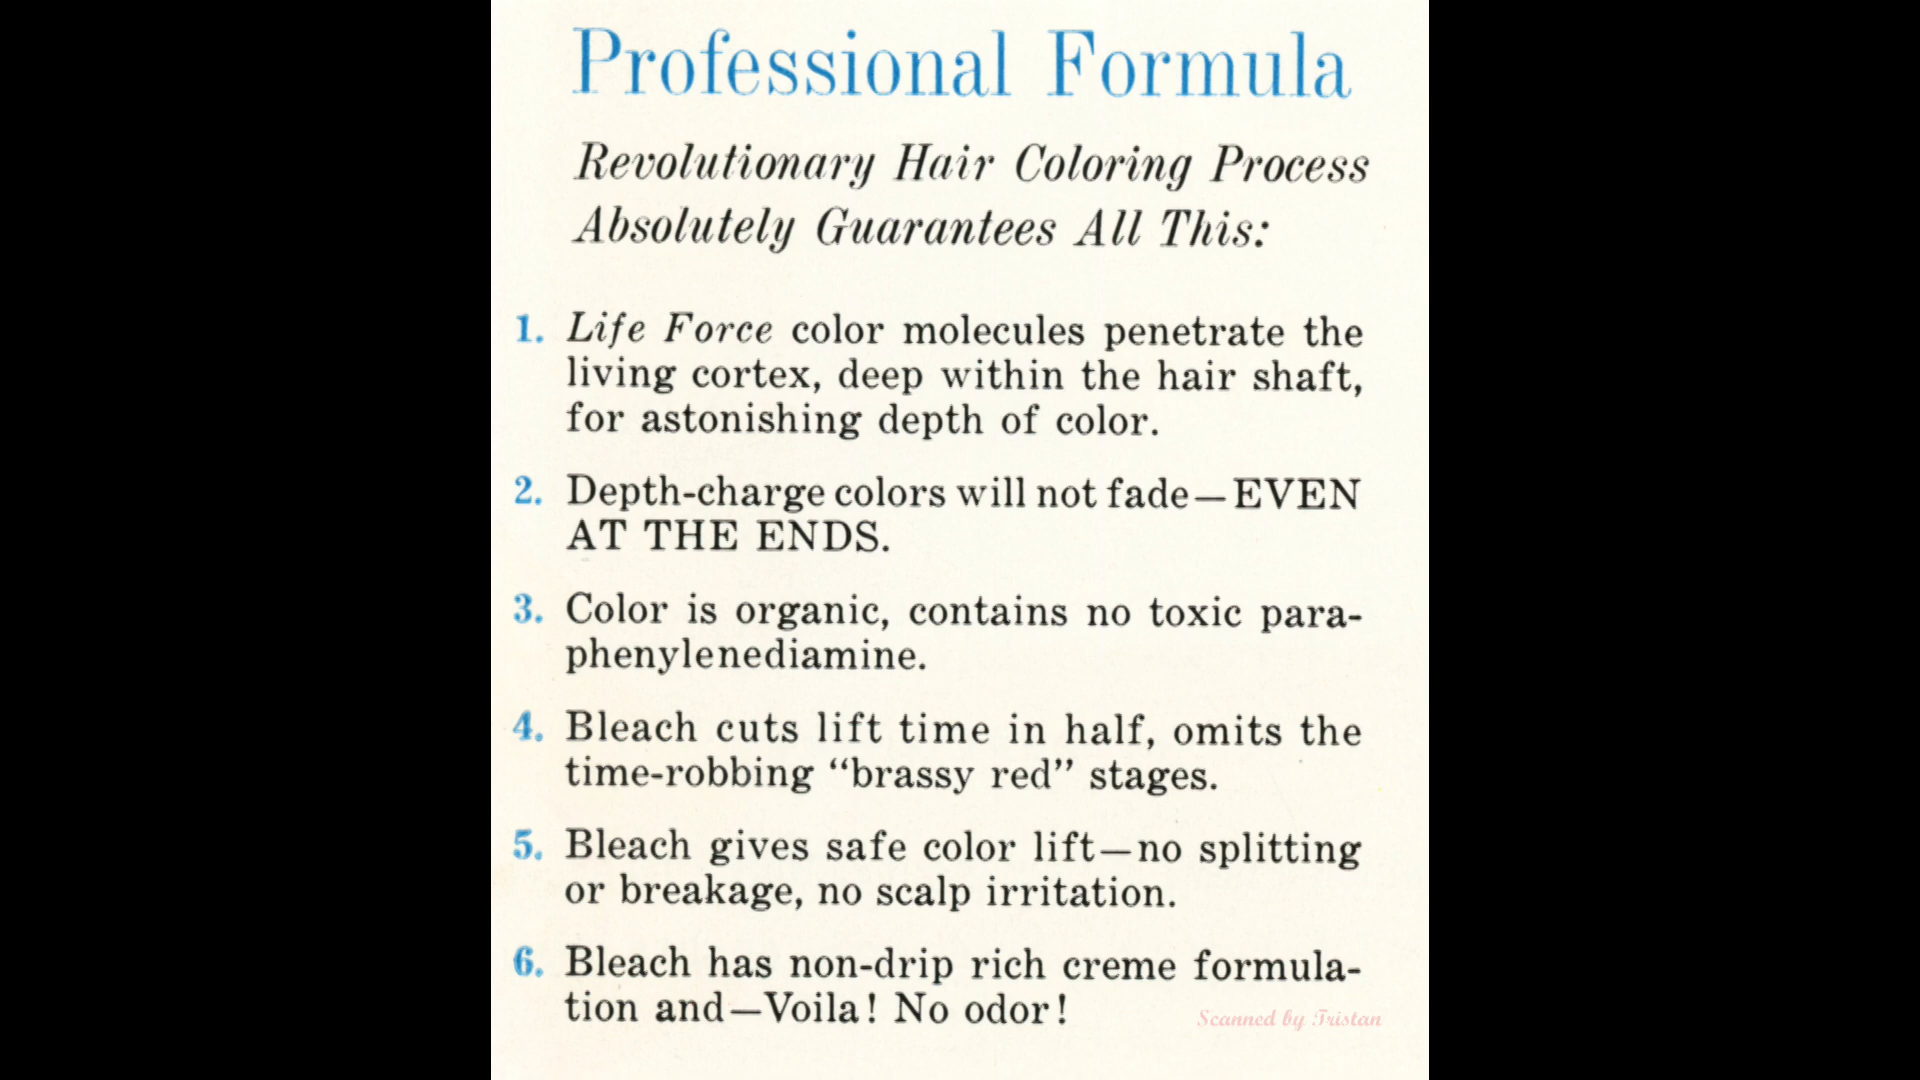 Professional Formula
Revolutionary Hair Coloring Process
Absolutely Guarantees All This:
1. Life Force color molecules penetrate the
living cortex, deep within the hair shaft,
for astonishing depth of color.
2. Depth-charge colors will not fade—EVEN
AT THE ENDS.
3. Color is organic, contains no toxic para-
phenylenediamine.
4. Bleach cuts lift time in half, omits the
time-robbing “brassy red” stages.
5. Bleach gives safe color lift—no splitting
or breakage, no scalp irritation.
6. Bleach has non-drip rich creme formula-
tion and—Voila! No odor!
Scanned by Tristan